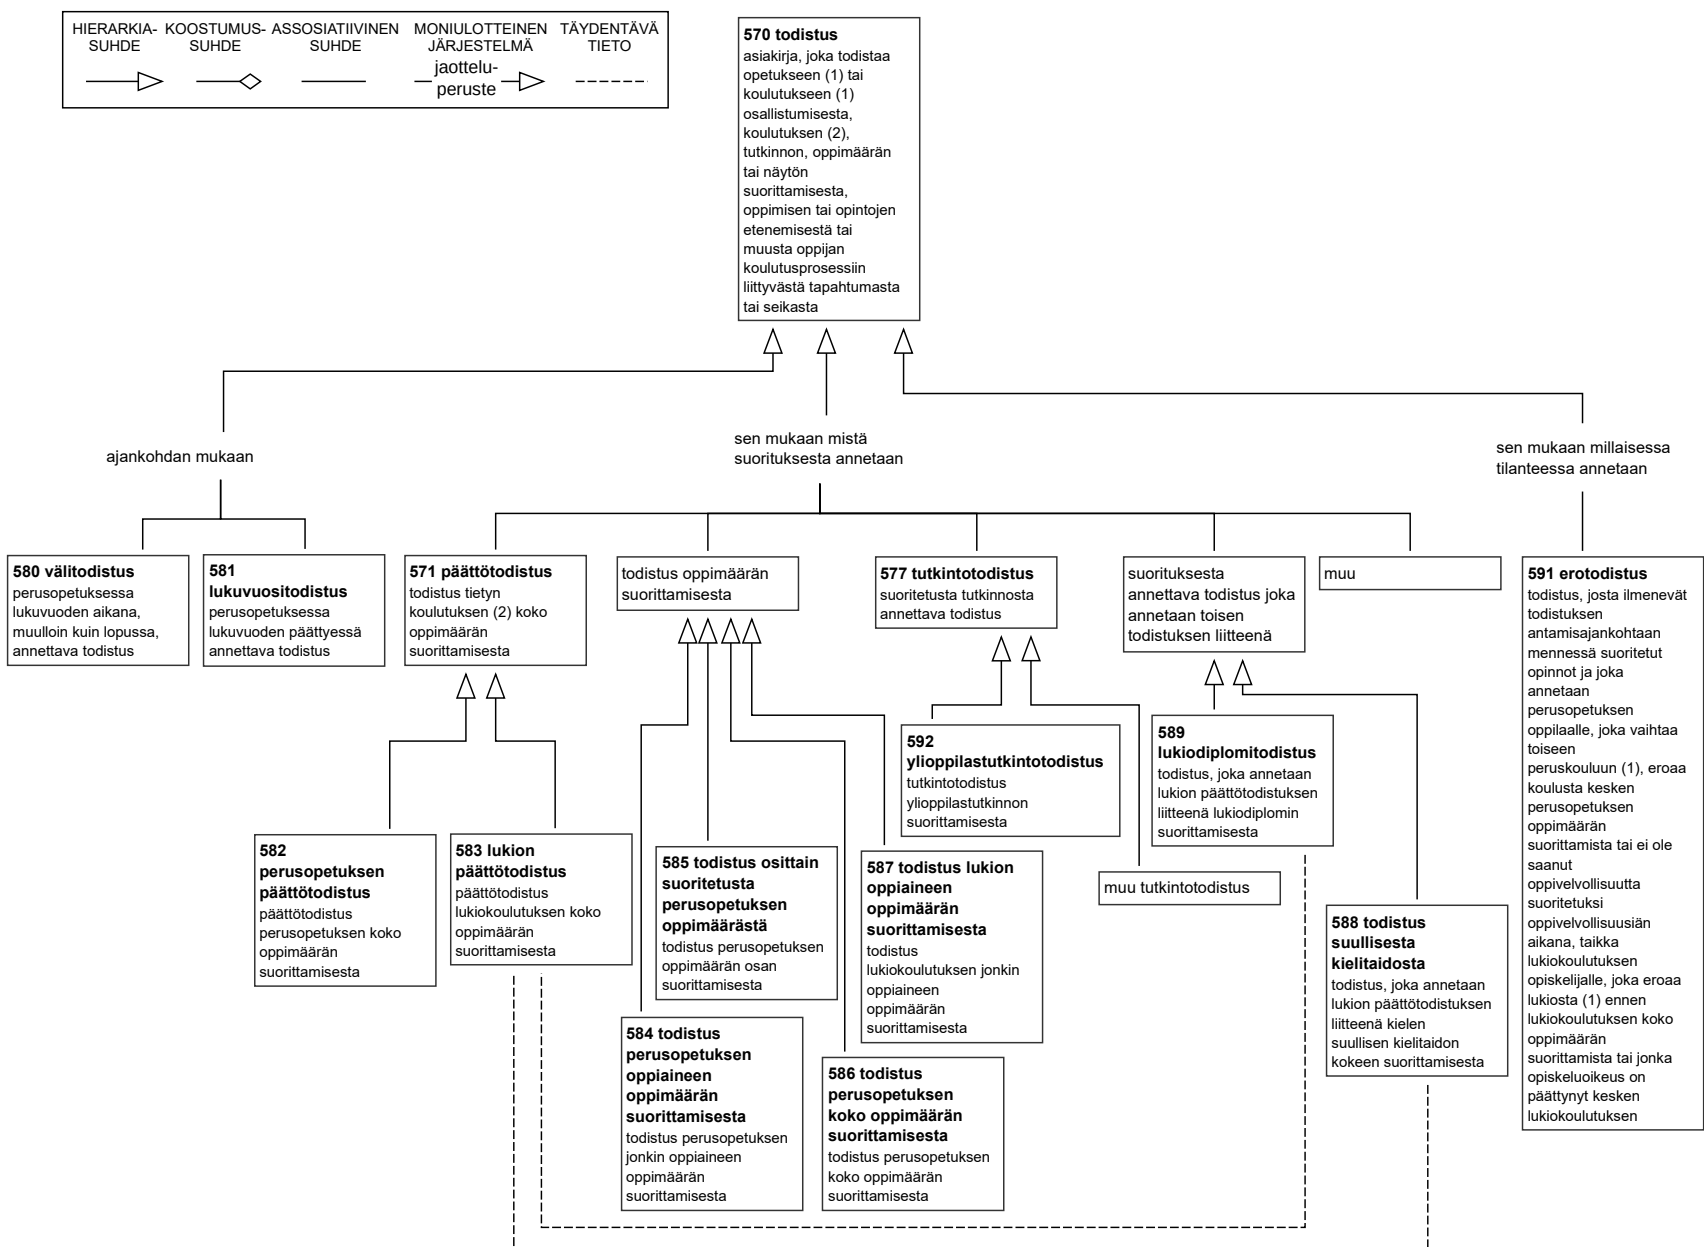 HIERARKIA-
SUHDE
KOOSTUMUS-
SUHDE
ASSOSIATIIVINEN
SUHDE
MONIULOTTEINEN
JÄRJESTELMÄ
jaottelu-
peruste
TÄYDENTÄVÄ
TIETO
570 todistus
asiakirja, joka todistaa
opetukseen (1) tai
koulutukseen (1)
osallistumisesta,
koulutuksen (2),
tutkinnon, oppimäärän
tai näytön
suorittamisesta,
oppimisen tai opintojen
etenemisestä tai
muusta oppijan
koulutusprosessiin
liittyvästä tapahtumasta
tai seikasta
ajankohdan mukaan
sen mukaan mistä
suorituksesta annetaan
sen mukaan millaisessa
tilanteessa annetaan
580 välitodistus
perusopetuksessa
lukuvuoden aikana,
muulloin kuin lopussa,
annettava todistus
581
lukuvuositodistus
perusopetuksessa
lukuvuoden päättyessä
annettava todistus
571 päättötodistus
todistus tietyn
koulutuksen (2) koko
oppimäärän
suorittamisesta
todistus oppimäärän
suorittamisesta
577 tutkintotodistus
suoritetusta tutkinnosta
annettava todistus
suorituksesta
annettava todistus joka
annetaan toisen
todistuksen liitteenä
muu
591 erotodistus
todistus, josta ilmenevät
todistuksen
antamisajankohtaan
mennessä suoritetut
opinnot ja joka
annetaan
perusopetuksen
oppilaalle, joka vaihtaa
toiseen
peruskouluun (1), eroaa
koulusta kesken
perusopetuksen
oppimäärän
suorittamista tai ei ole
saanut
oppivelvollisuutta
suoritetuksi
oppivelvollisuusiän
aikana, taikka
lukiokoulutuksen
opiskelijalle, joka eroaa
lukiosta (1) ennen
lukiokoulutuksen koko
oppimäärän
suorittamista tai jonka
opiskeluoikeus on
päättynyt kesken
lukiokoulutuksen
592
ylioppilastutkintotodistus
tutkintotodistus
ylioppilastutkinnon
suorittamisesta
589
lukiodiplomitodistus
todistus, joka annetaan
lukion päättötodistuksen
liitteenä lukiodiplomin
suorittamisesta
582
perusopetuksen
päättötodistus
päättötodistus
perusopetuksen koko
oppimäärän
suorittamisesta
583 lukion
päättötodistus
päättötodistus
lukiokoulutuksen koko
oppimäärän
suorittamisesta
585 todistus osittain
suoritetusta
perusopetuksen
oppimäärästä
todistus perusopetuksen
oppimäärän osan
suorittamisesta
587 todistus lukion
oppiaineen
oppimäärän
suorittamisesta
todistus
lukiokoulutuksen jonkin
oppiaineen
oppimäärän
suorittamisesta
muu tutkintotodistus
588 todistus
suullisesta
kielitaidosta
todistus, joka annetaan
lukion päättötodistuksen
liitteenä kielen
suullisen kielitaidon
kokeen suorittamisesta
584 todistus
perusopetuksen
oppiaineen
oppimäärän
suorittamisesta
todistus perusopetuksen
jonkin oppiaineen
oppimäärän
suorittamisesta
586 todistus
perusopetuksen
koko oppimäärän
suorittamisesta
todistus perusopetuksen
koko oppimäärän
suorittamisesta